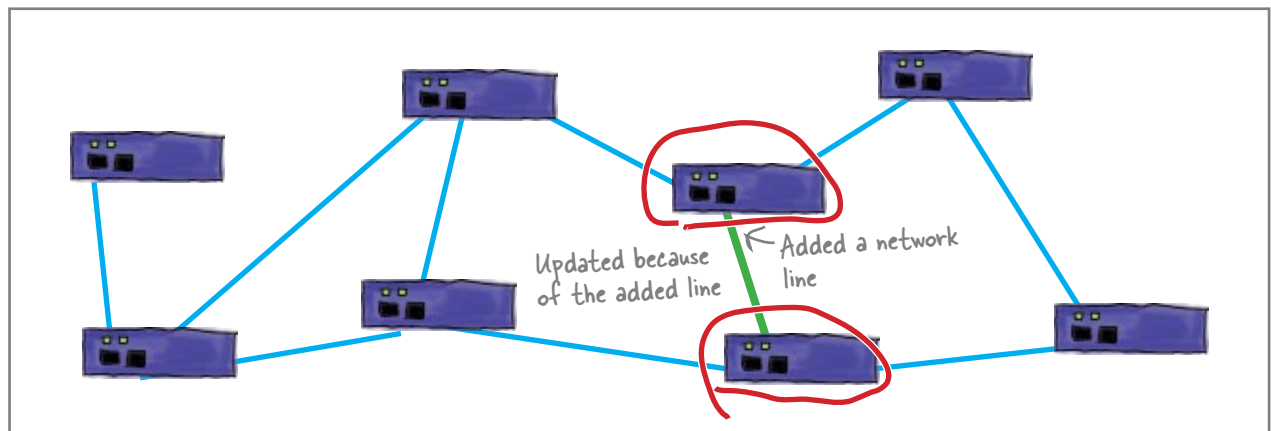 Updated because
of the added line
Added a network
line